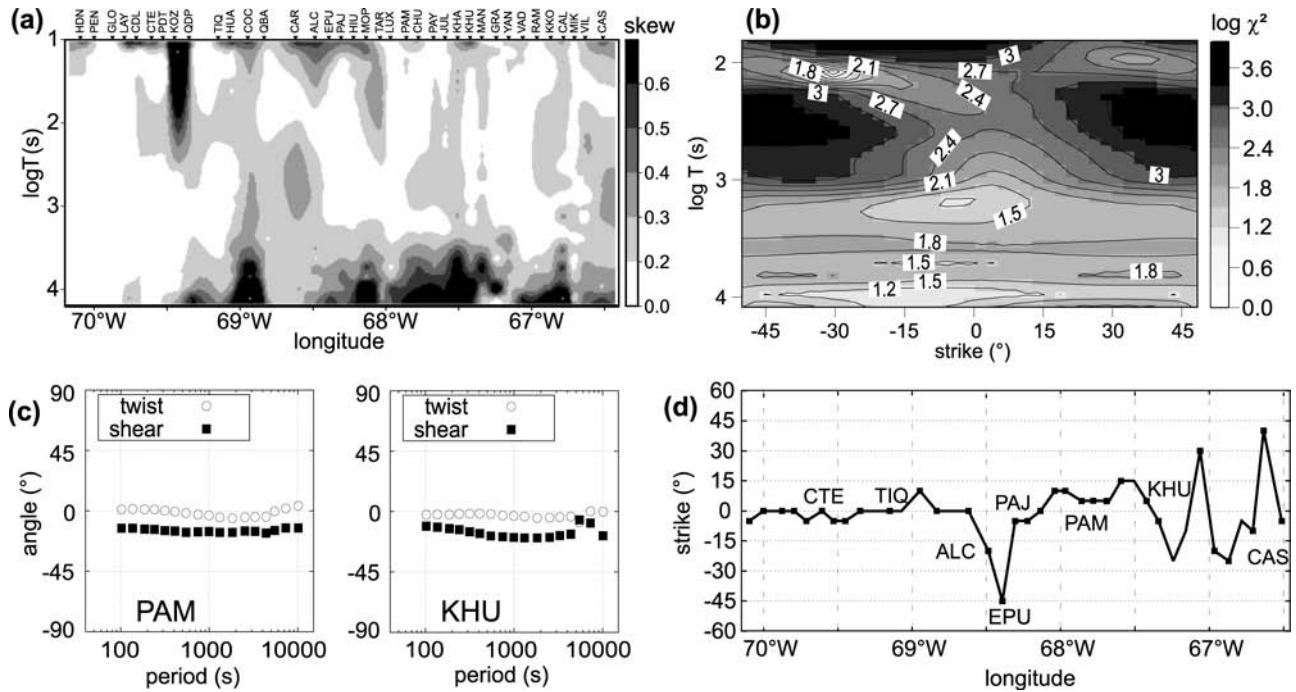 (a)
HDN PEN GLO LAY CDL CTE PDT KOZ QDP TIQ HUA COC QBA CAR ALC EPU PAJ HIU MOP TAR LUX PAM CHU PAY JUL KHA KHU MAN GRA YAN VAD RAM KKO CAL MIK VIL CAS
1
2
3
4
logT(s)
70°W 69°W 68°W 67°W
longitude
skew
0.6
0.5
0.4
0.3
0.2
0.0
(b)
log χ²
2
3
4
log T (s)
1.8 2.1 2.7 3
3 2.7 2.4
2.4
2.1 3
1.5
1.8
1.5 1.8
1.2 1.5
-45 -30 -15 0 15 30 45
strike (°)
3.6
3.0
2.4
1.8
1.2
0.6
0.0
(c)
90
45
0
-45
-90
angle (°)
twist
shear
PAM
100 1000 10000
period (s)
90
45
0
-45
-90
twist
shear
KHU
100 1000 10000
period (s)
(d)
60
45
30
15
0
-15
-30
-45
-60
strike (°)
CTE TIQ ALC EPU PAJ PAM KHU CAS
70°W 69°W 68°W 67°W
longitude